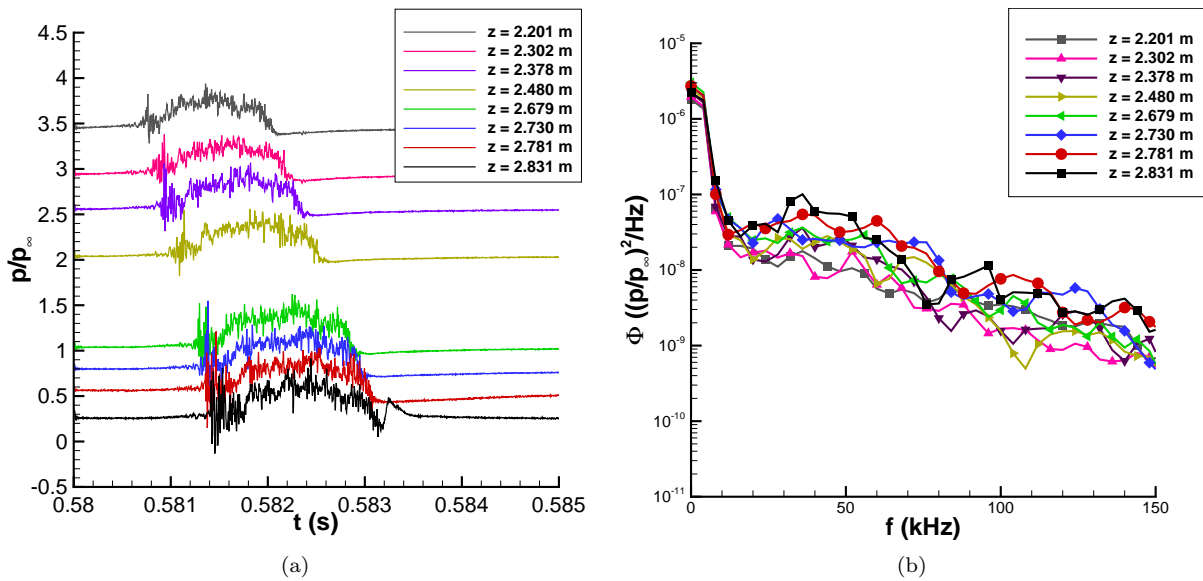 4.5
4
3.5
3
2.5
2
1.5
1
0.5
0
-0.5
p/p∞
0.58
0.581
0.582
0.583
0.584
0.585
t (s)
z = 2.201 m
z = 2.302 m
z = 2.378 m
z = 2.480 m
z = 2.679 m
z = 2.730 m
z = 2.781 m
z = 2.831 m
(a)
10⁻⁵
10⁻⁶
10⁻⁷
10⁻⁸
10⁻⁹
10⁻¹⁰
10⁻¹¹
Φ ((p/p∞)²/Hz)
0
50
100
150
f (kHz)
z = 2.201 m
z = 2.302 m
z = 2.378 m
z = 2.480 m
z = 2.679 m
z = 2.730 m
z = 2.781 m
z = 2.831 m
(b)